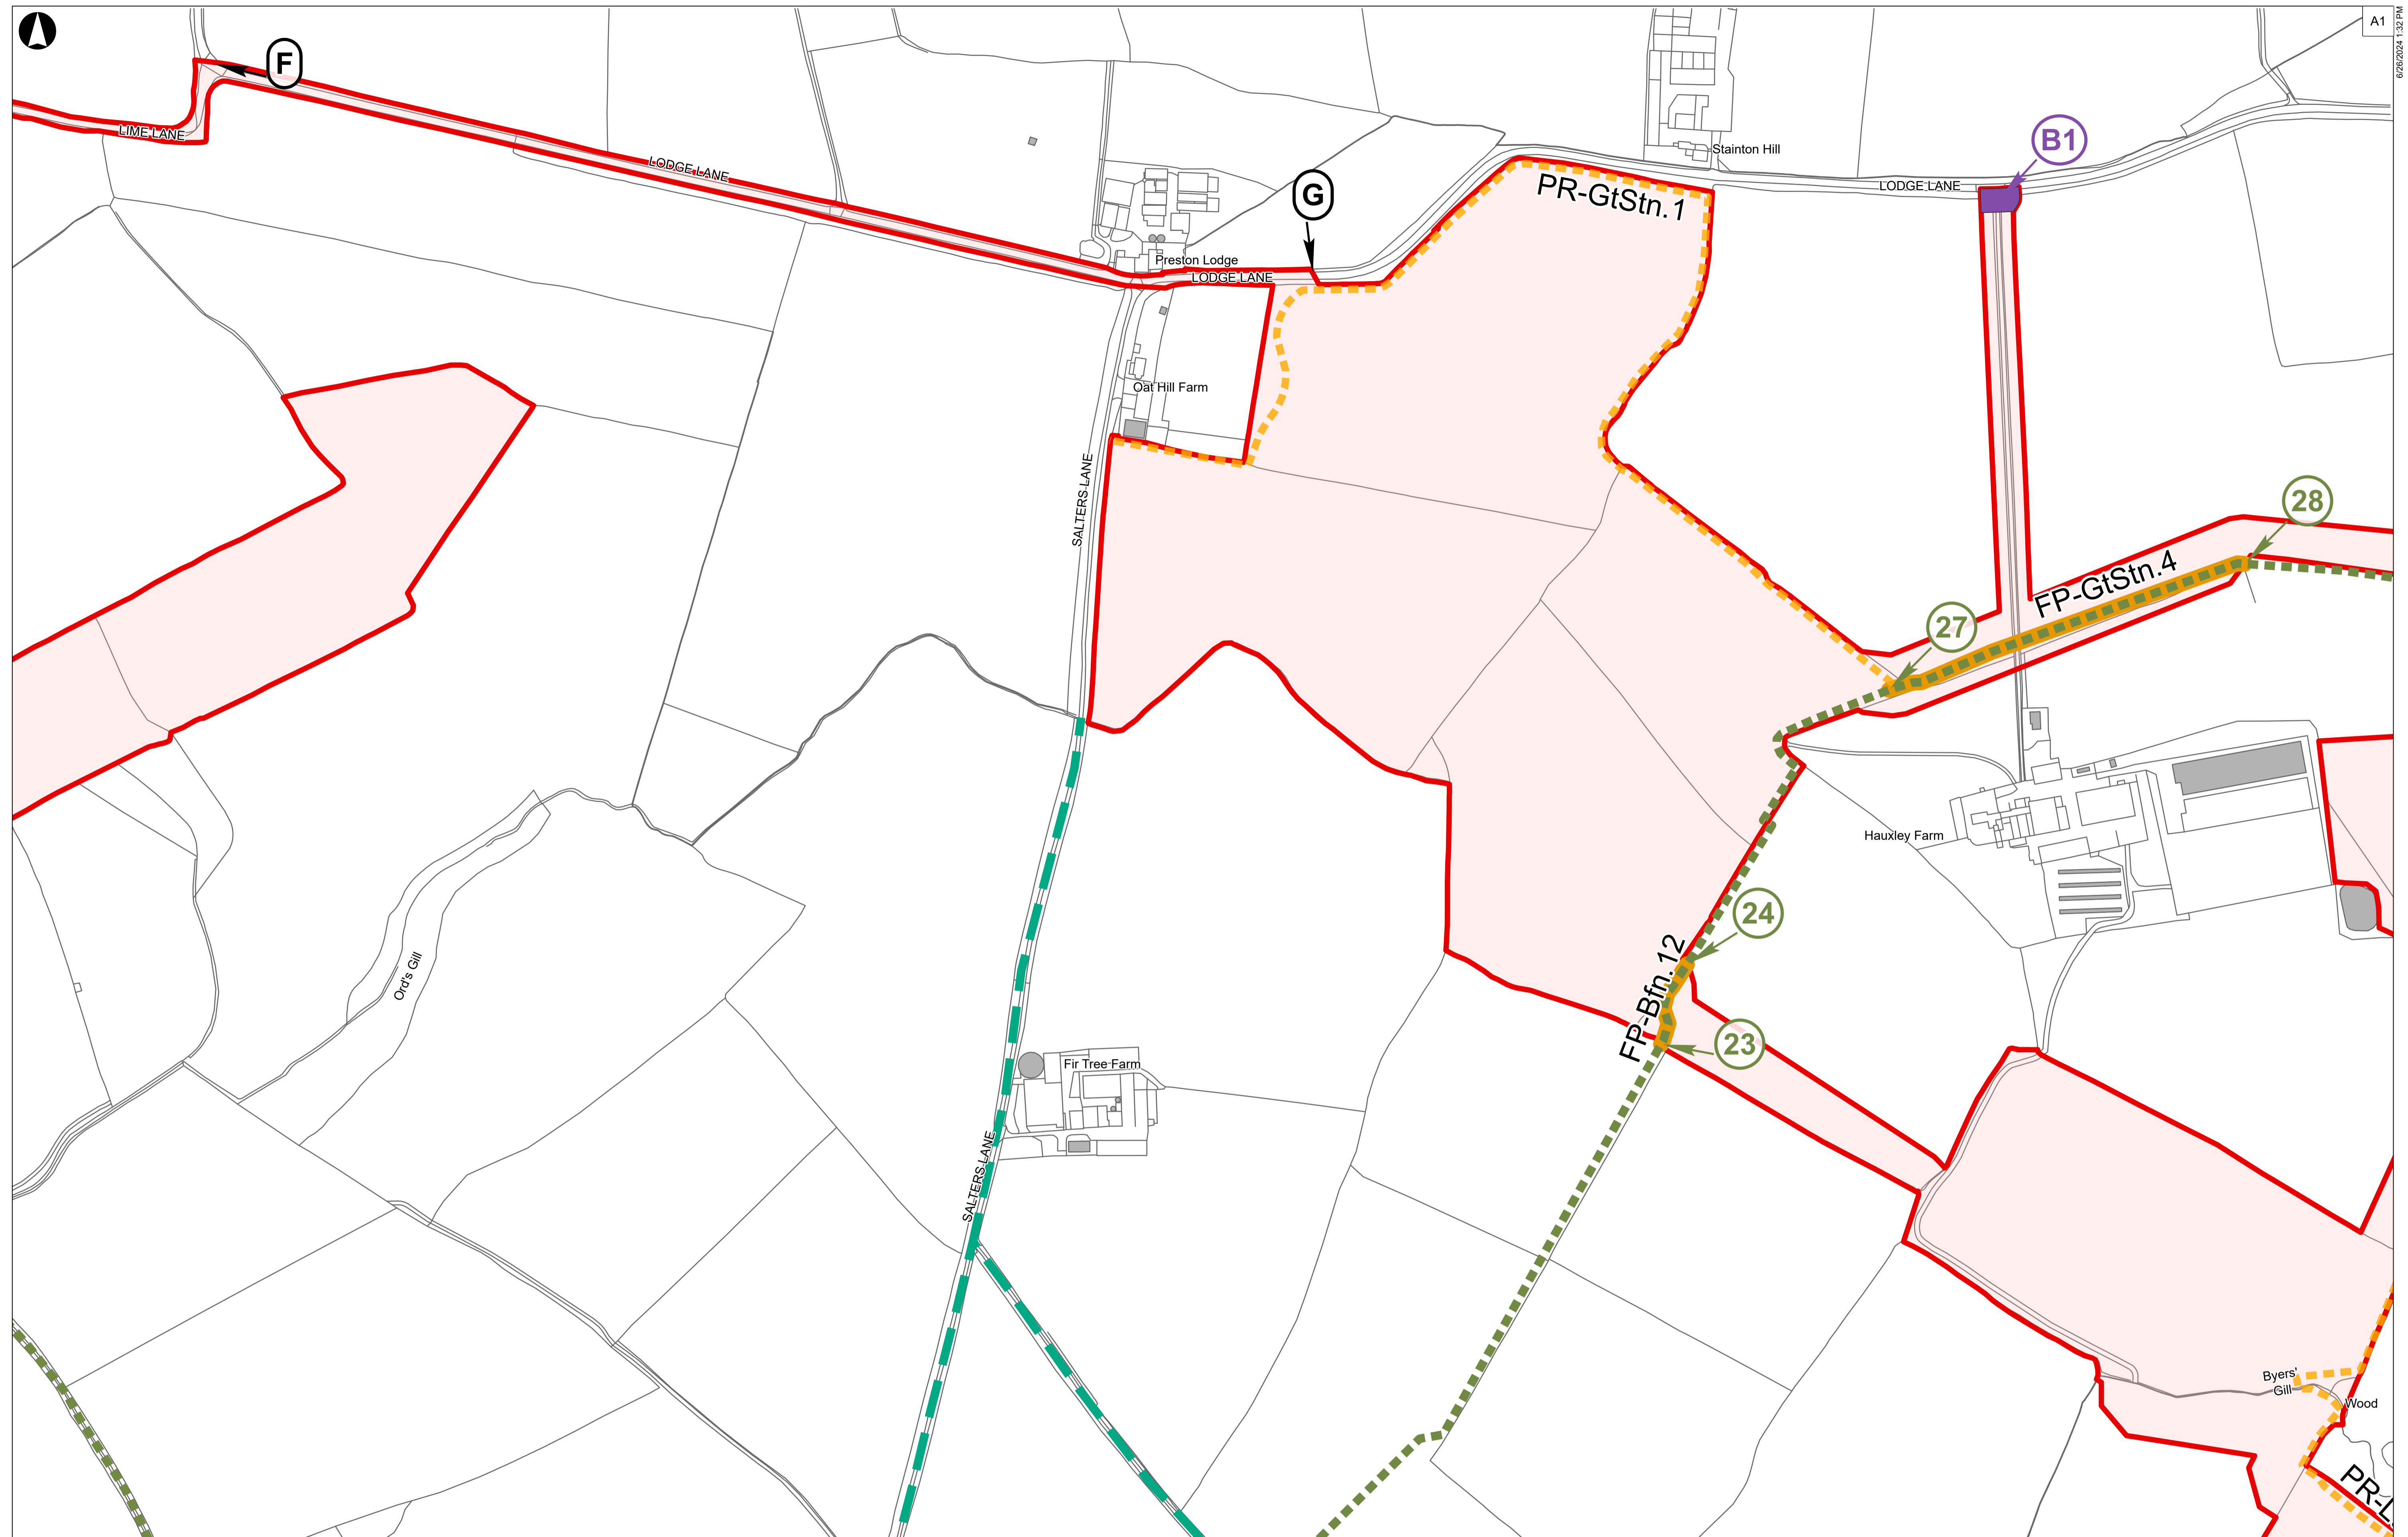 A1
6/26/2024 1:32 PM
F
B1
LIME LANE
Stainton Hill
LODGE LANE
G
PR-GtStn.1
LODGE LANE
Preston Lodge
LODGE LANE
Oat Hill Farm
SALTERS LANE
28
FP-GtStn.4
27
Hauxley Farm
24
FP-Bfn. 12
Ord's Gill
23
Fir Tree Farm
SALTERS LANE
Byers'
Gill
Wood